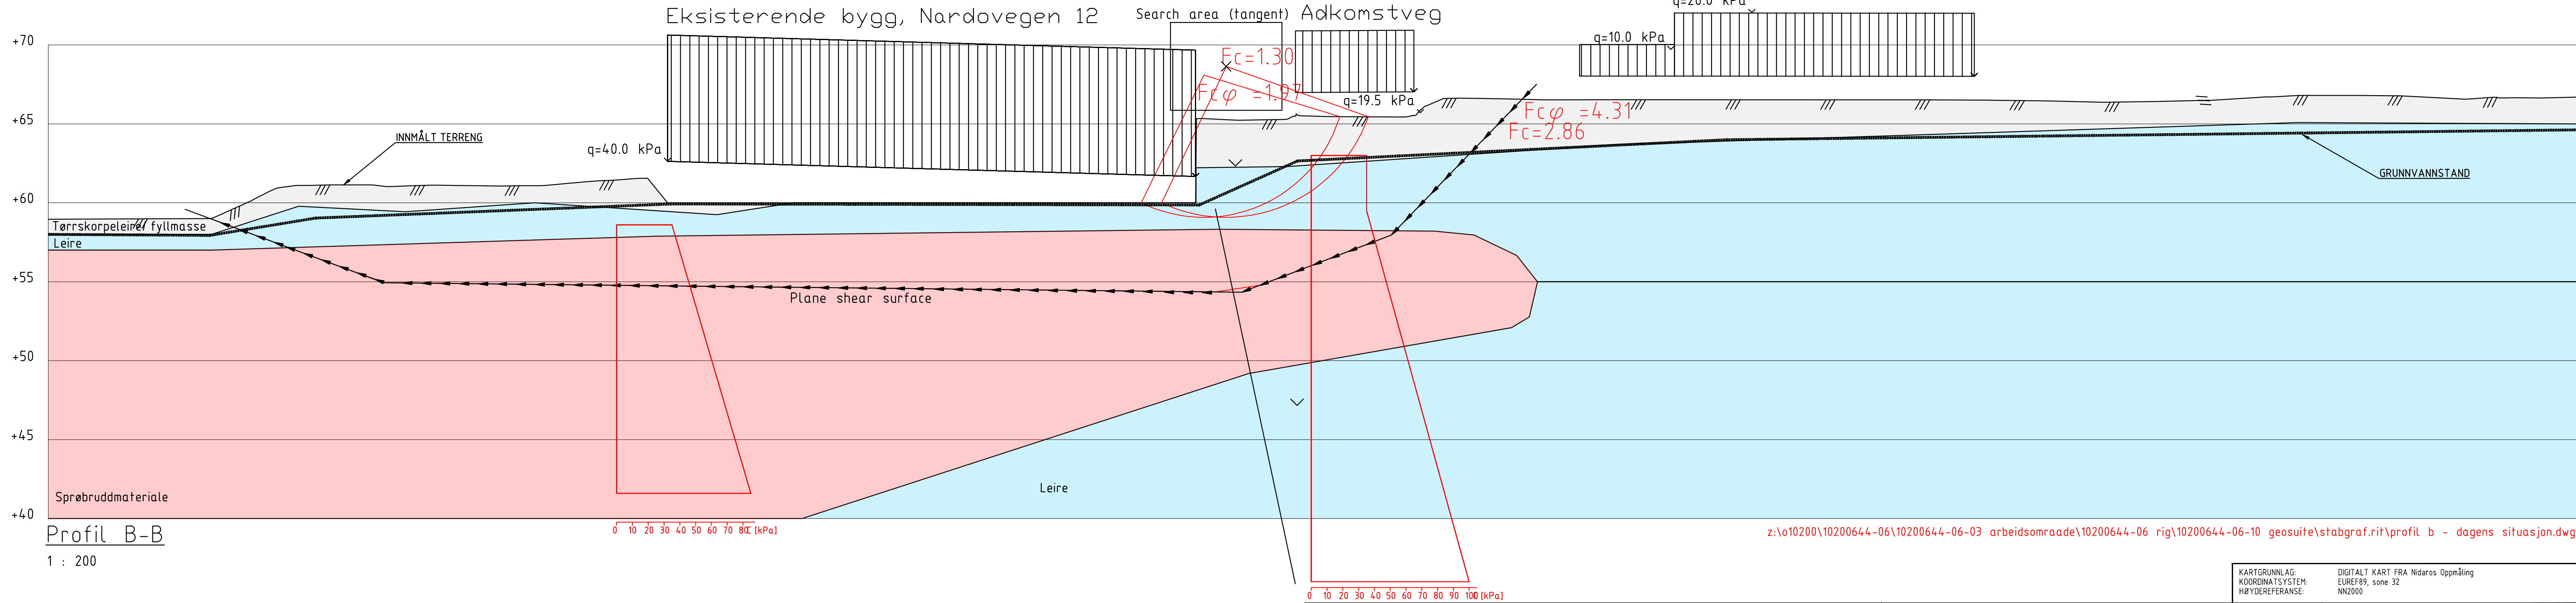 Eksisterende bygg, Nardovegen 12
Search area (tangent)
Adkomstveg
q=20.0 kPa
q=10.0 kPa
+70
Fc=1.30
Fcφ =1.97
q=19.5 kPa
Fcφ =4.31
Fc=2.86
+65
INNMÅLT TERRENG
q=40.0 kPa
GRUNNVANNSTAND
+60
Tørrskorpeleire/ fyllmasse
Leire
+55
Plane shear surface
+50
+45
Sprøbruddmateriale
Leire
+40
Profil B-B
1 : 200
0 10 20 30 40 50 60 70 80 C [kPa]
z:\o10200\10200644-06\10200644-06-03 arbeidsomraade\10200644-06 rig\10200644-06-10 geosuite\stabgraf.rit\profil b - dagens situasjon.dwg
0 10 20 30 40 50 60 70 80 90 100 C [kPa]
KARTGRUNNLAG: DIGITALT KART FRA Nidaros Oppmåling
KOORDINATSYSTEM: EUREF89, sone 32
HØYDEREFERANSE: NN2000